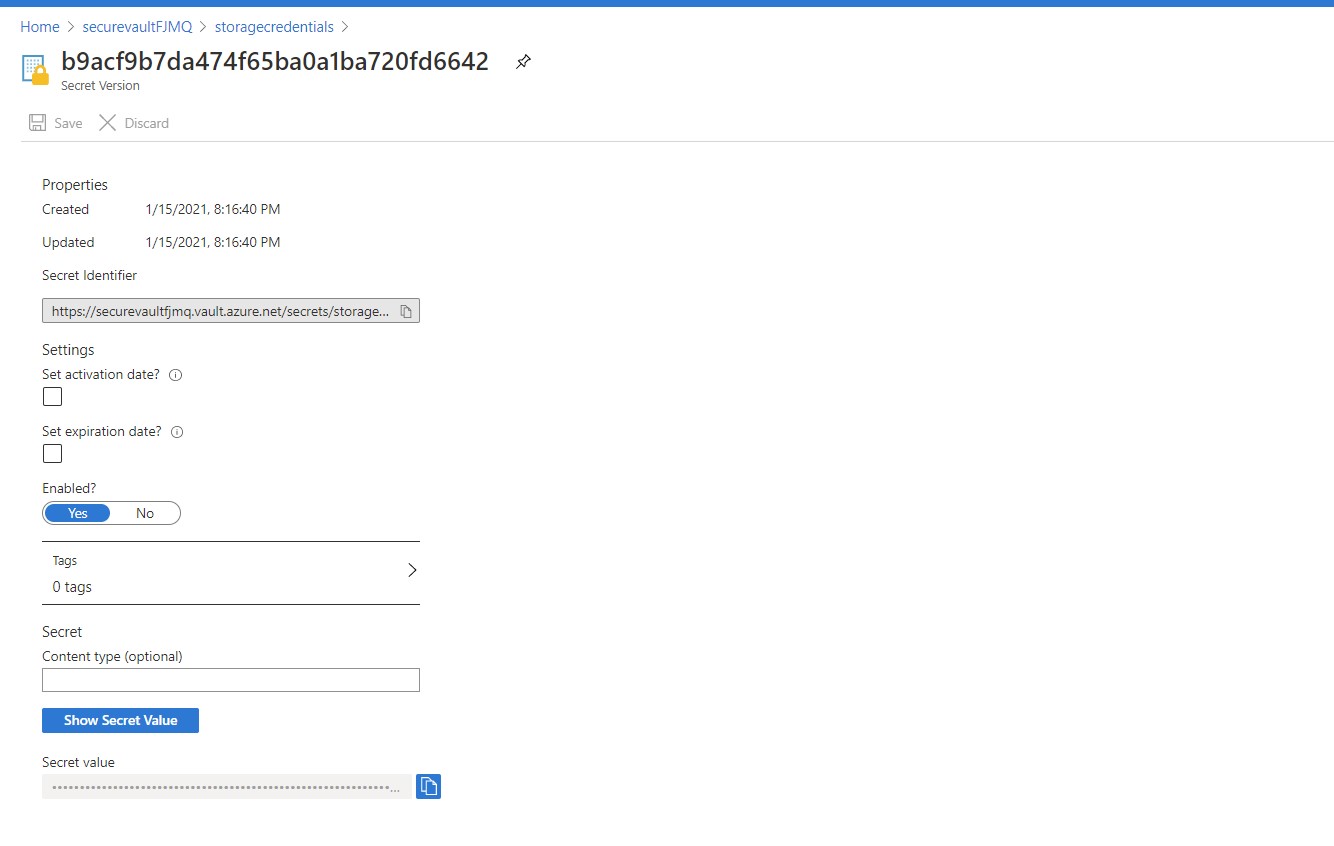 Home > securevaultFJMQ > storagecredentials >
b9acf9b7da474f65ba0a1ba720fd6642
Secret Version
Save Discard
Properties
Created 1/15/2021, 8:16:40 PM
Updated 1/15/2021, 8:16:40 PM
Secret Identifier
https://securevaultfjmq.vault.azure.net/secrets/storage...
Settings
Set activation date?
Set expiration date?
Enabled?
Yes No
Tags
0 tags
Secret
Content type (optional)
Show Secret Value
Secret value